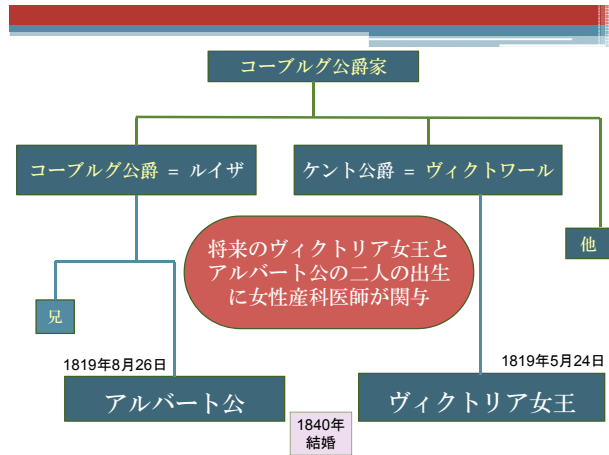 コーブルグ公爵家
コーブルグ公爵 = ルイザ
ケント公爵 = ヴィクトワール
他
将来のヴィクトリア女王と
アルバート公の二人の出生
に女性産科医師が関与
兄
1819年8月26日
1819年5月24日
アルバート公
ヴィクトリア女王
1840年
結婚